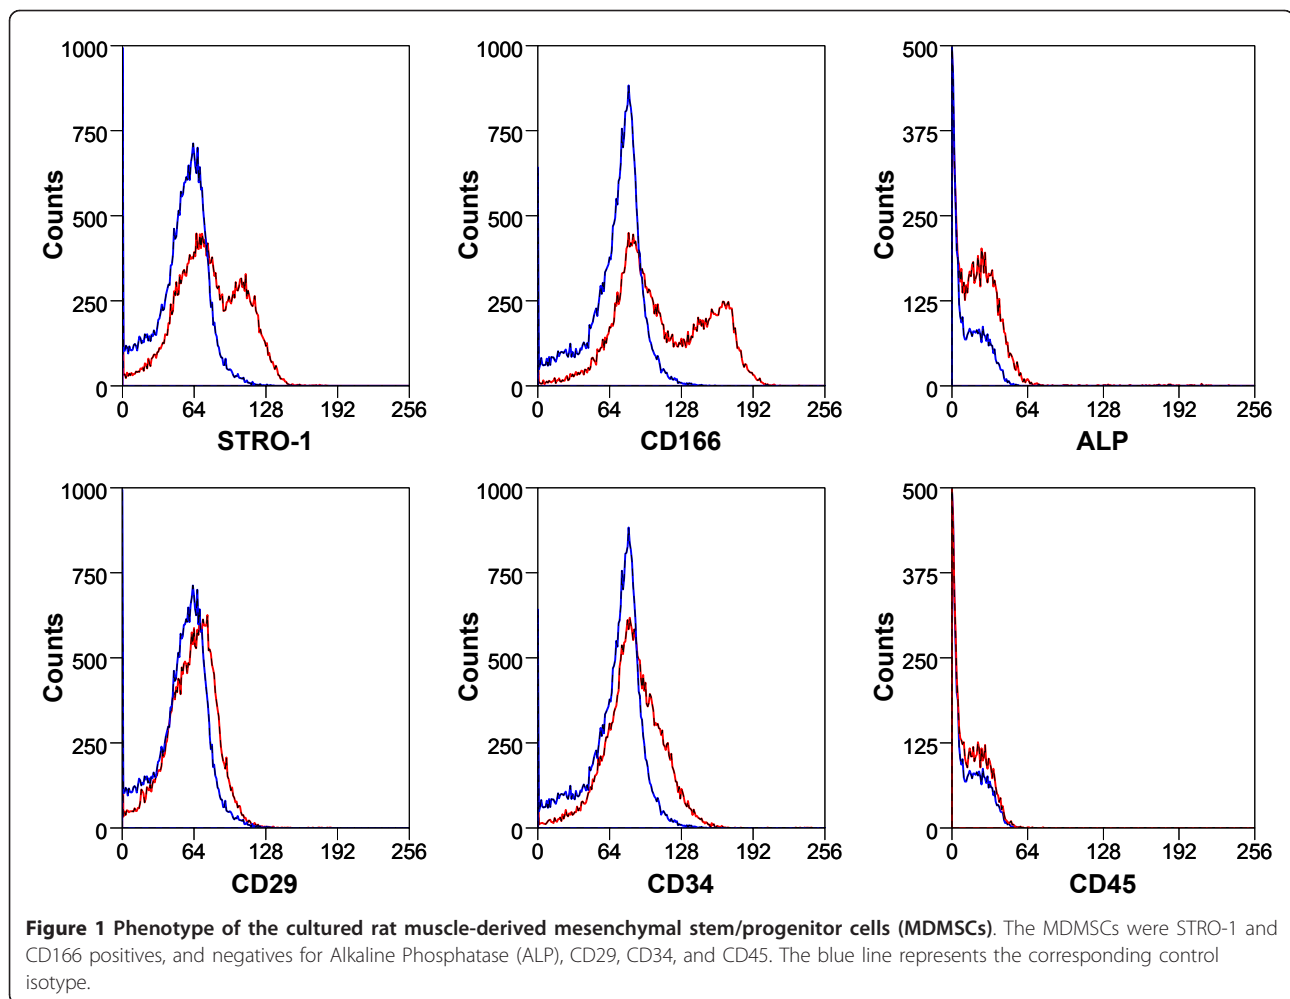 1000
750
500
250
0
Counts
0 64 128 192 256
STRO-1
1000
750
500
250
0
Counts
0 64 128 192 256
CD166
500
375
250
125
0
Counts
0 64 128 192 256
ALP
1000
750
500
250
0
Counts
0 64 128 192 256
CD29
1000
750
500
250
0
Counts
0 64 128 192 256
CD34
500
375
250
125
0
Counts
0 64 128 192 256
CD45
Figure 1 Phenotype of the cultured rat muscle-derived mesenchymal stem/progenitor cells (MDMSCs). The MDMSCs were STRO-1 and
CD166 positives, and negatives for Alkaline Phosphatase (ALP), CD29, CD34, and CD45. The blue line represents the corresponding control
isotype.